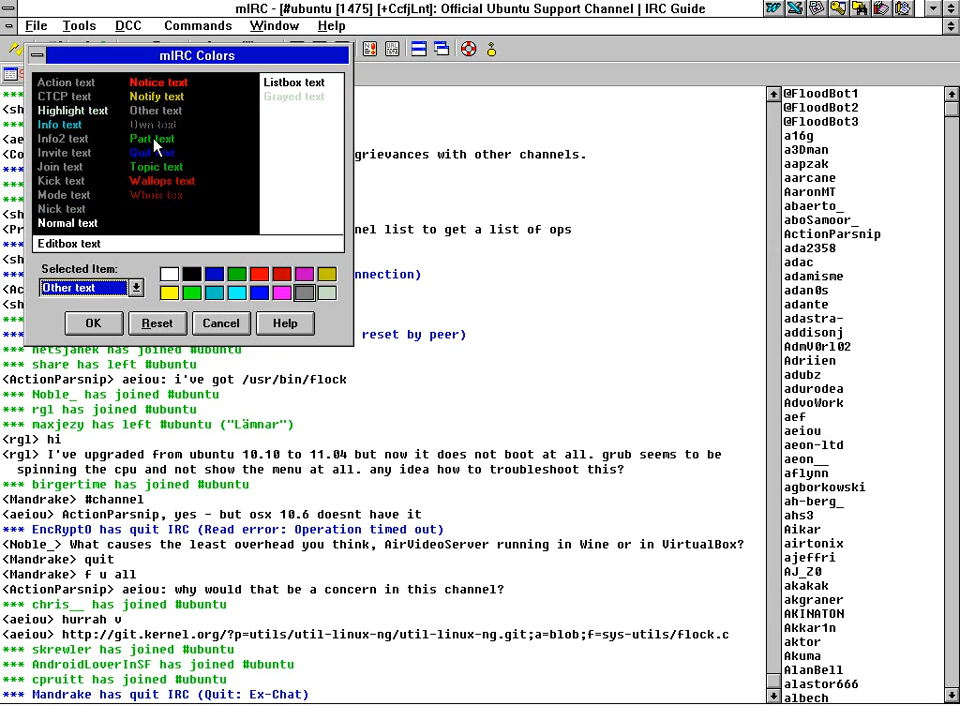 mIRC - [#ubuntu [1475] [+CcfjLnt]: Official Ubuntu Support Channel | IRC Guide
File Tools DCC Commands Window Help
mIRC Colors
Action text
CTCP text
Highlight text
Info text
Info2 text
Invite text
Join text
Kick text
Mode text
Nick text
Normal text
Notice text
Notify text
Other text
Own text
Part text
Topic text
Wallops text
Whois tex
Listbox text
Grayed text
Editbox text
Selected Item:
Other text
OK Reset Cancel Help
***
<sh
***
<ae
<Co
grievances with other channels.
***
***
***
<sh
<Pr
nel list to get a list of ops
***
<sh
***
nnection)
<Ac
<sh
***
reset by peer)
*** netsjanek has joined #ubuntu
*** share has left #ubuntu
<ActionParsnip> aeiou: i've got /usr/bin/flock
*** Noble_ has joined #ubuntu
*** rgl has joined #ubuntu
*** maxjezy has left #ubuntu ("Lämnar")
<rgl> hi
<rgl> I've upgraded from ubuntu 10.10 to 11.04 but now it does not boot at all. grub seems to be
spinning the cpu and not show the menu at all. any idea how to troubleshoot this?
*** birgertime has joined #ubuntu
<Mandrake> #channel
<aeiou> ActionParsnip, yes - but osx 10.6 doesnt have it
*** EncRypt0 has quit IRC (Read error: Operation timed out)
<Noble_> What causes the least overhead you think, AirVideoServer running in Wine or in VirtualBox?
<Mandrake> quit
<Mandrake> f u all
<ActionParsnip> aeiou: why would that be a concern in this channel?
*** chris__ has joined #ubuntu
<aeiou> hurrah v
<aeiou> http://git.kernel.org/?p=utils/util-linux-ng/util-linux-ng.git;a=blob;f=sys-utils/flock.c
*** skrewler has joined #ubuntu
*** AndroidLoverInSF has joined #ubuntu
*** cpruitt has joined #ubuntu
*** Mandrake has quit IRC (Quit: Ex-Chat)
@FloodBot1
@FloodBot2
@FloodBot3
a16g
a3Dman
aapzak
aarcane
AaronMT
abaerto_
aboSamoor_
ActionParsnip
ada2358
adac
adamisme
adan0s
adante
adastra-
addisonj
AdmV0rl02
Adriien
adubz
adurodea
AdvoWork
aef
aeiou
aeon-ltd
aeon__
aflynn
agborkowski
ah-berg_
ahs3
Aikar
airtonix
ajeffri
AJ_Z0
akakak
akgraner
AKINATON
Akkar1n
aktor
Akuma
AlanBell
alastor666
albech